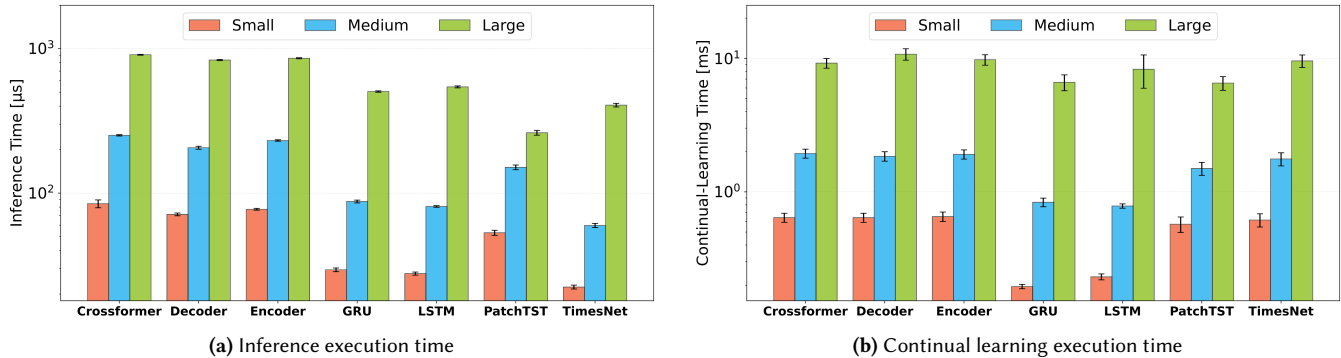 Small Medium Large
Inference Time [μs]
10³
10²
Crossformer Decoder Encoder GRU LSTM PatchTST TimesNet
(a) Inference execution time
Small Medium Large
Continual-Learning Time [ms]
10¹
10⁰
Crossformer Decoder Encoder GRU LSTM PatchTST TimesNet
(b) Continual learning execution time